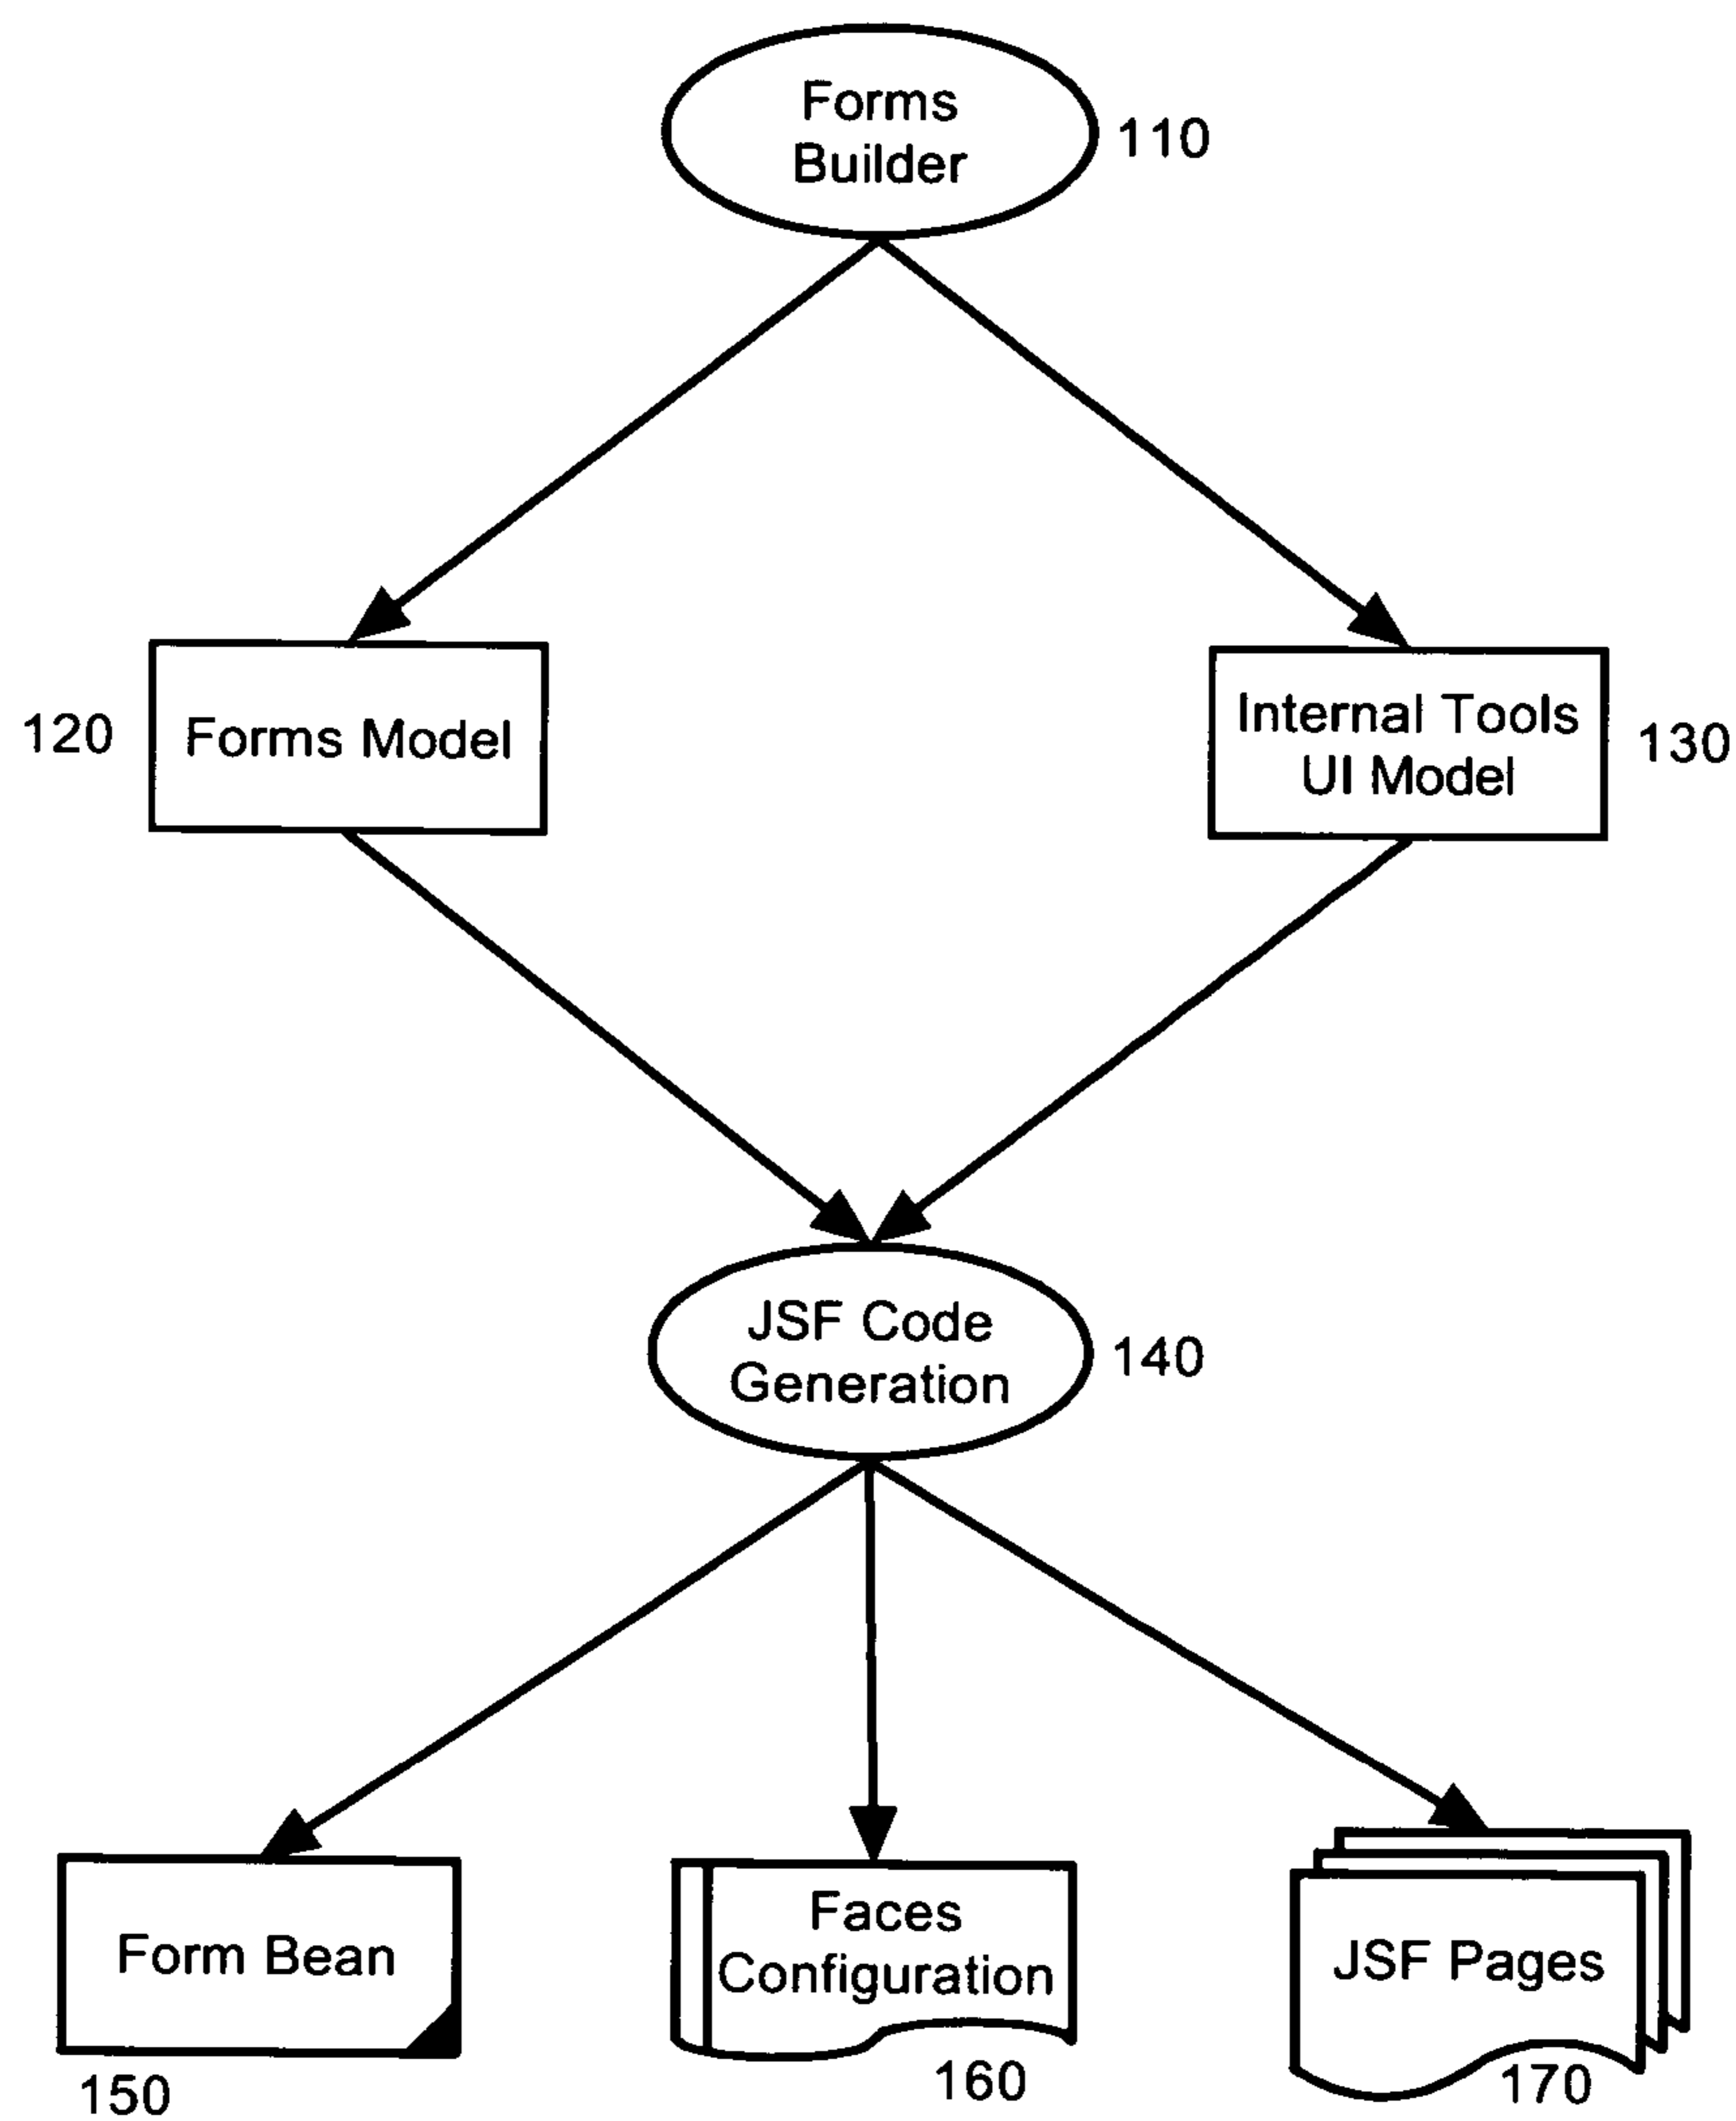 Forms
Builder
110
120
Forms Model
Internal Tools
UI Model
130
JSF Code
Generation
140
Form Bean
150
Faces
Configuration
160
JSF Pages
170